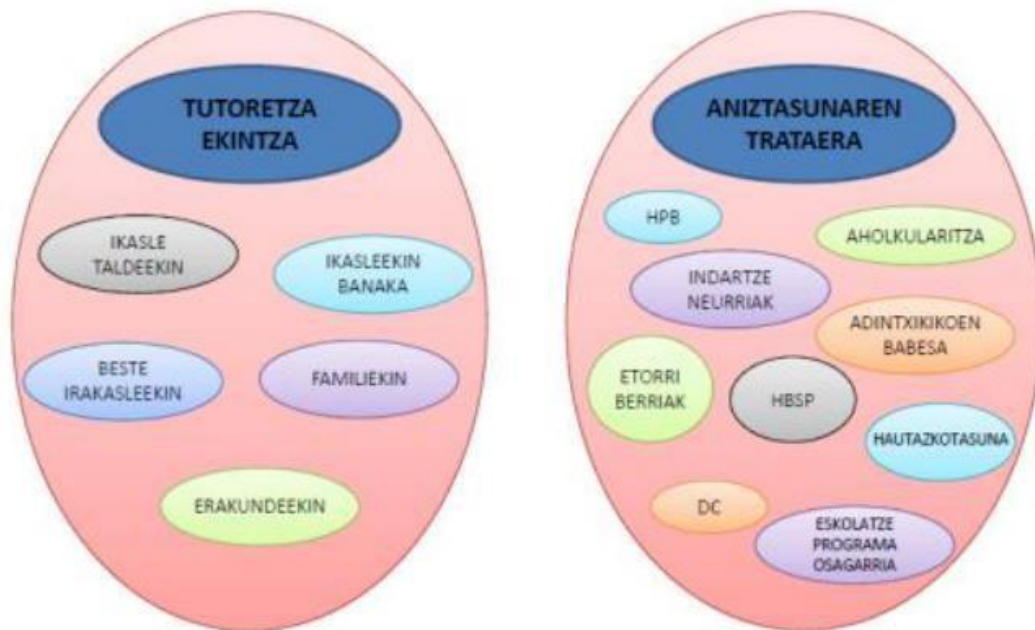 TUTORETZA
EKINTZA
IKASLE
TALDEEKIN
IKASLEEKIN
BANAKA
BESTE
IRAKASLEEKIN
FAMILIEKIN
ERAKUNDEEKIN
ANIZTASUNAREN
TRATAERA
HPB
AHOLKULARITZA
INDARTZE
NEURRIAK
ADINTXIKIKOEN
BABESA
ETORRI
BERRIAK
HBSP
HAUTAZKOTASUNA
DC
ESKOLATZE
PROGRAMA
OSAGARRIA